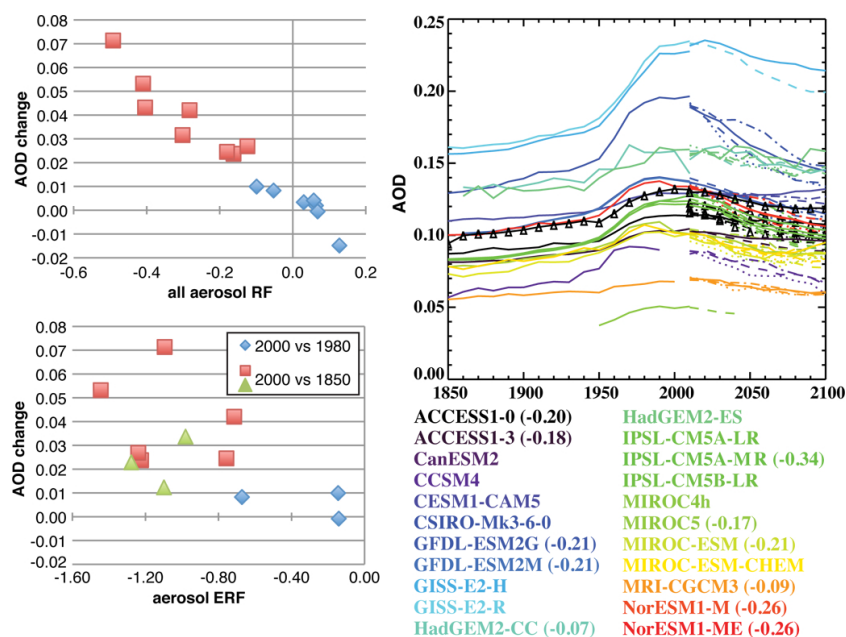 0.08
0.07
0.06
0.05
0.04
0.03
0.02
0.01
0.00
-0.01
-0.02
AOD change
-0.6 -0.4 -0.2 0.0 0.2
all aerosol RF
0.08
0.07
0.06
0.05
0.04
0.03
0.02
0.01
0.00
-0.01
-0.02
AOD change
2000 vs 1980
2000 vs 1850
-1.60 -1.20 -0.80 -0.40 0.00
aerosol ERF
0.25
0.20
0.15
0.10
0.05
0.00
AOD
1850 1900 1950 2000 2050 2100
ACCESS1-0 (-0.20)
ACCESS1-3 (-0.18)
CanESM2
CCSM4
CESM1-CAM5
CSIRO-Mk3-6-0
GFDL-ESM2G (-0.21)
GFDL-ESM2M (-0.21)
GISS-E2-H
GISS-E2-R
HadGEM2-CC (-0.07)
HadGEM2-ES
IPSL-CM5A-LR
IPSL-CM5A-MR (-0.34)
IPSL-CM5B-LR
MIROC4h
MIROC5 (-0.17)
MIROC-ESM (-0.21)
MIROC-ESM-CHEM
MRI-CGCM3 (-0.09)
NorESM1-M (-0.26)
NorESM1-ME (-0.26)